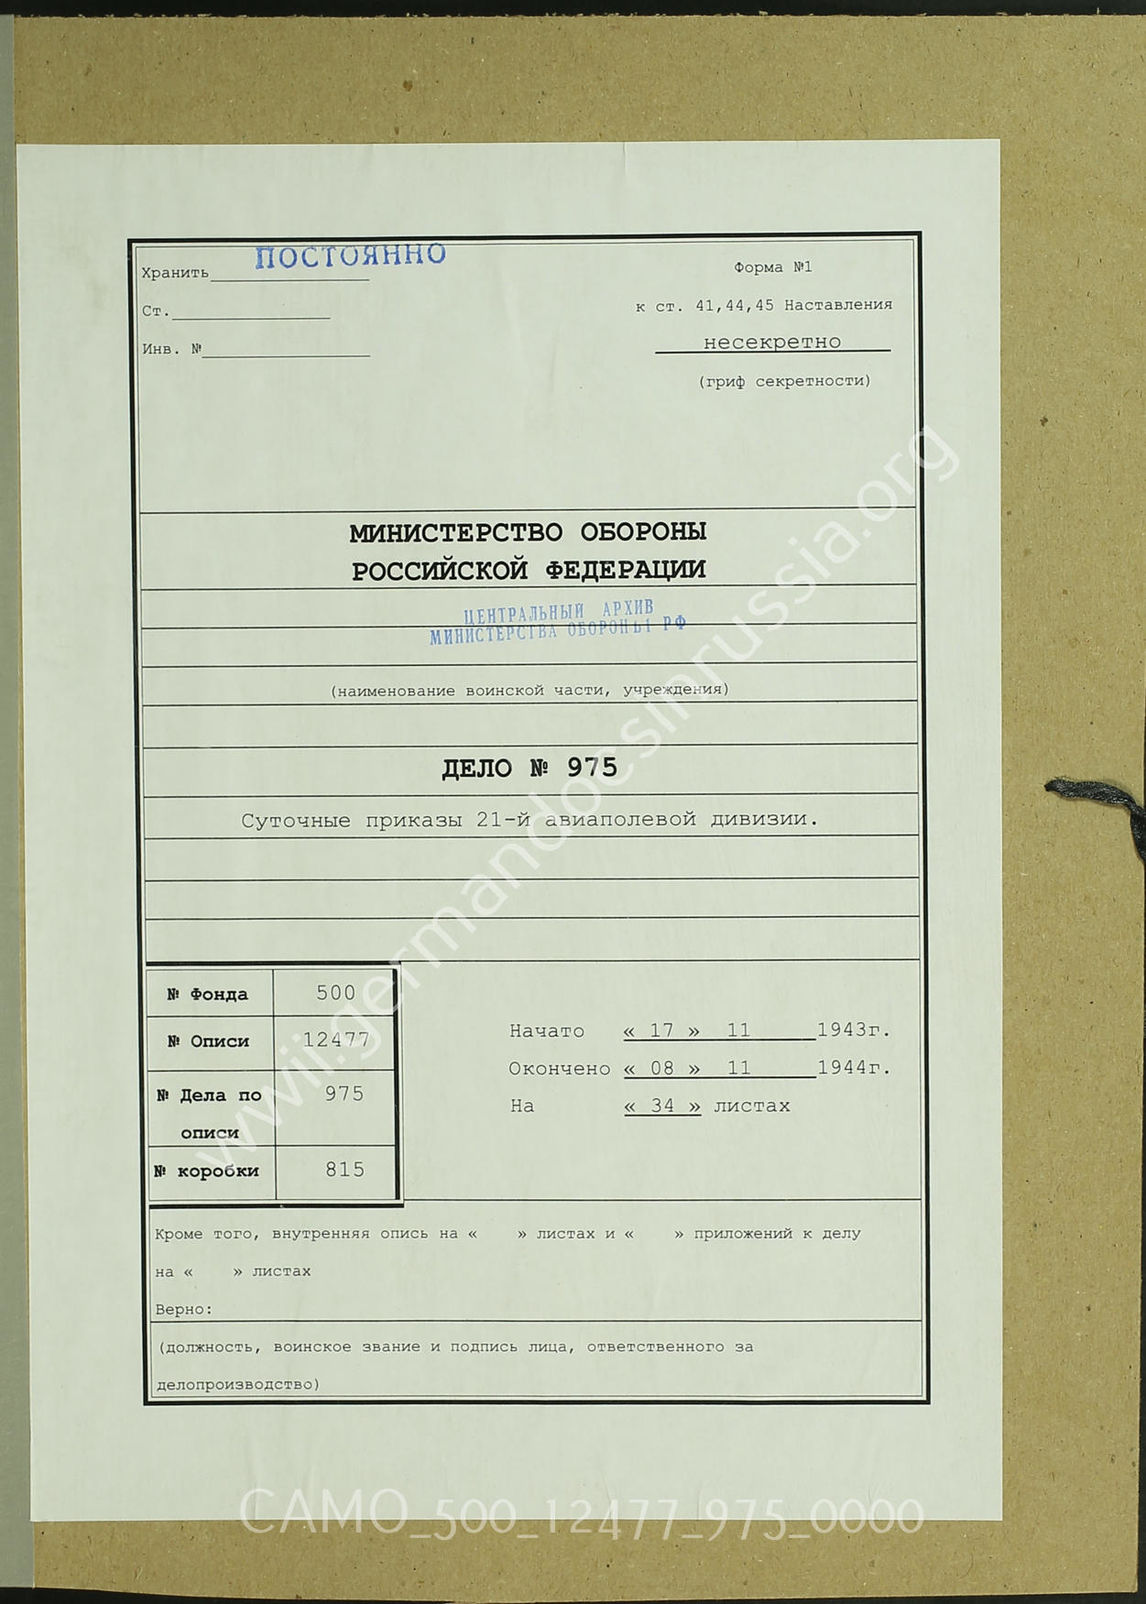 Хранить ПОСТОЯННО
Форма №1
Ст.
к ст. 41,44,45 Наставления
Инв. №
несекретно
(гриф секретности)
МИНИСТЕРСТВО ОБОРОНЫ
РОССИЙСКОЙ ФЕДЕРАЦИИ
ЦЕНТРАЛЬНЫЙ АРХИВ
МИНИСТЕРСТВА ОБОРОНЫ РФ
(наименование воинской части, учреждения)
ДЕЛО № 975
Суточные приказы 21-й авиаполевой дивизии.
№ Фонда 500
№ Описи 12477
№ Дела по описи 975
№ коробки 815
Начато « 17 » 11 1943г.
Окончено « 08 » 11 1944г.
На « 34 » листах
Кроме того, внутренняя опись на « » листах и « » приложений к делу
на « » листах
Верно:
(должность, воинское звание и подпись лица, ответственного за
делопроизводство)
wwii.germandocsinrussia.org
CAMO_500_12477_975_0000